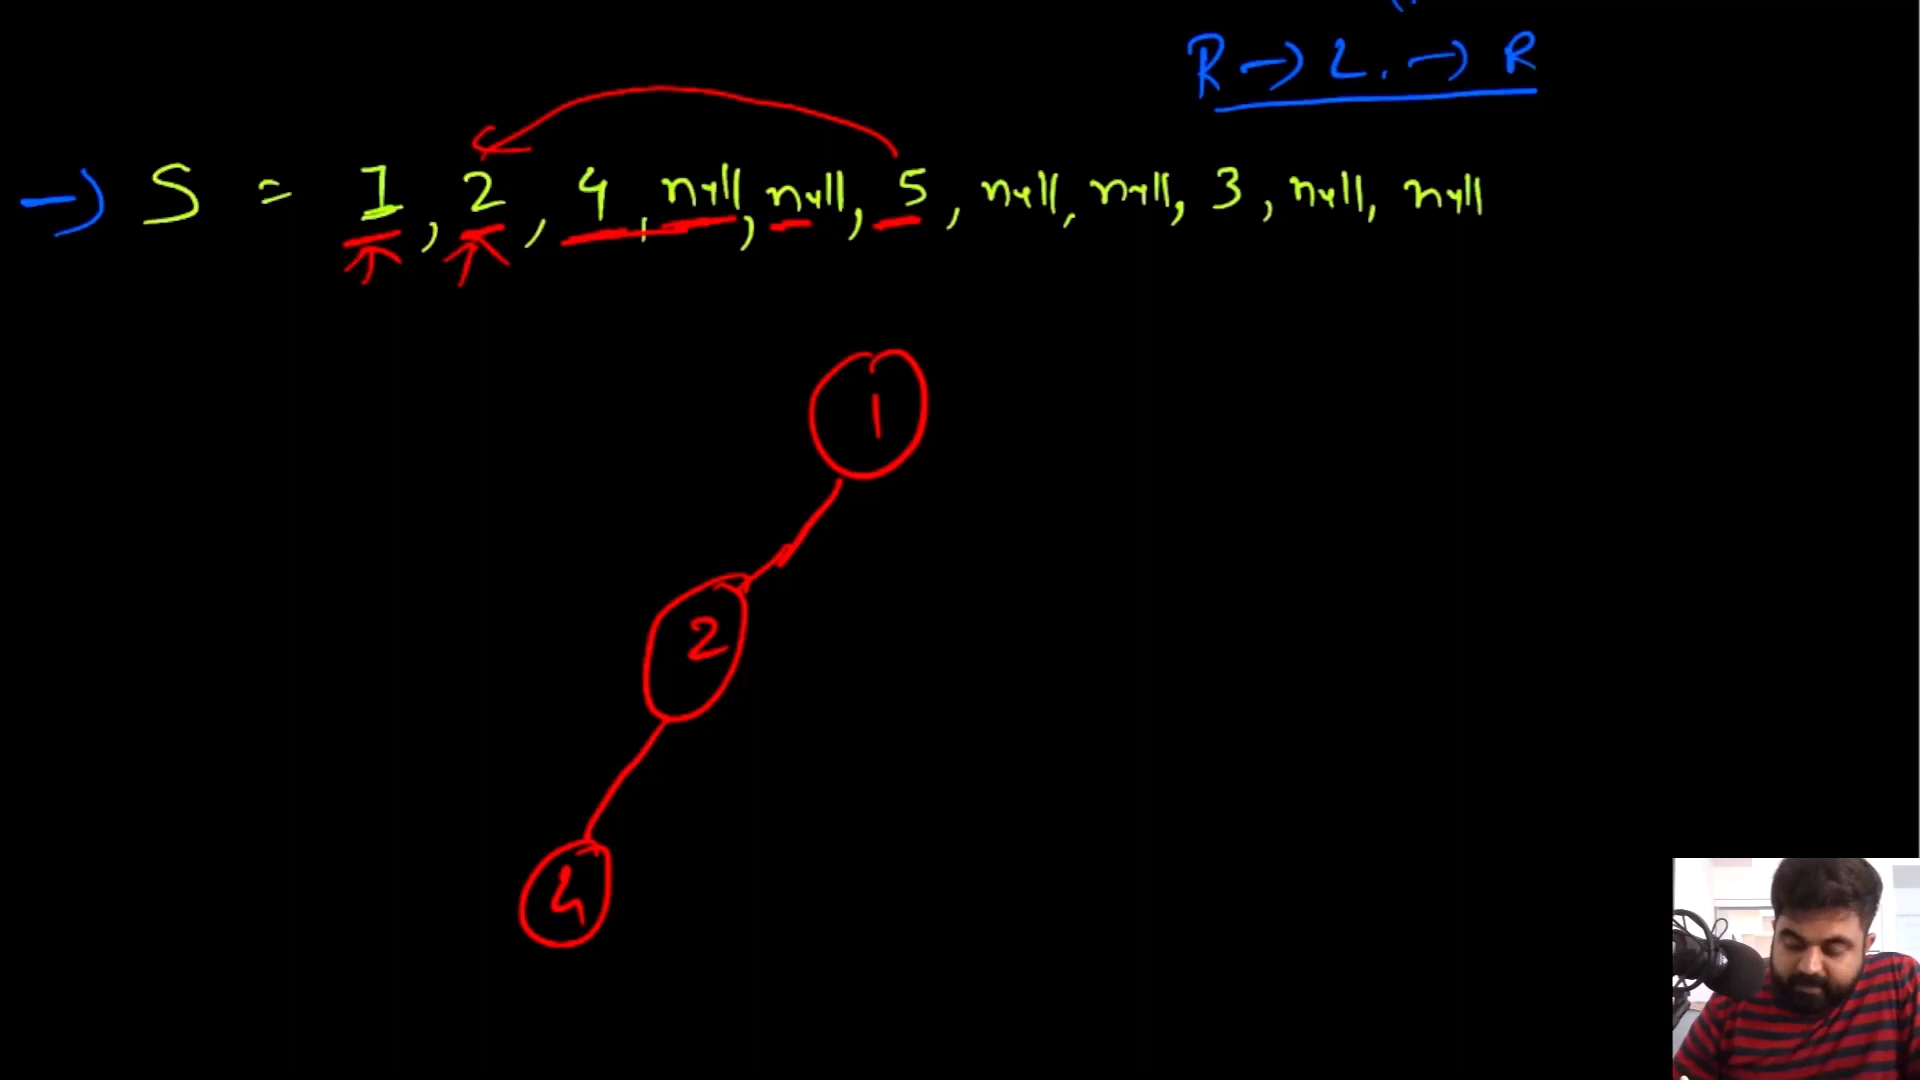 R → L. → R
→ S = 1, 2, 4, null, null, 5, null, null, 3, null, null
1
2
4